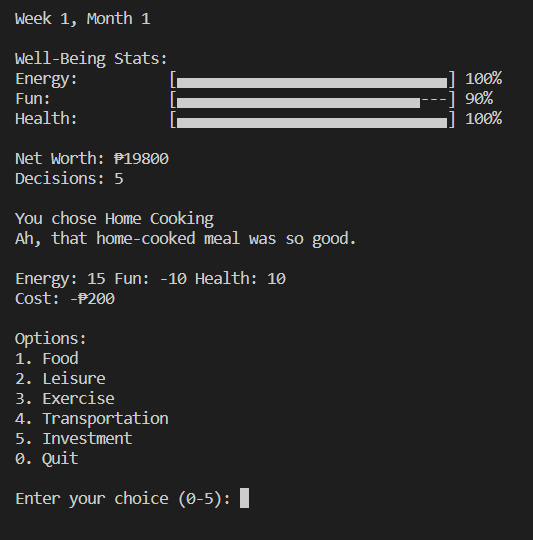 Week 1, Month 1
Well-Being Stats:
Energy: [] 100%
Fun: [---] 90%
Health: [] 100%
Net Worth: ₱19800
Decisions: 5
You chose Home Cooking
Ah, that home-cooked meal was so good.
Energy: 15 Fun: -10 Health: 10
Cost: -₱200
Options:
1. Food
2. Leisure
3. Exercise
4. Transportation
5. Investment
0. Quit
Enter your choice (0-5):